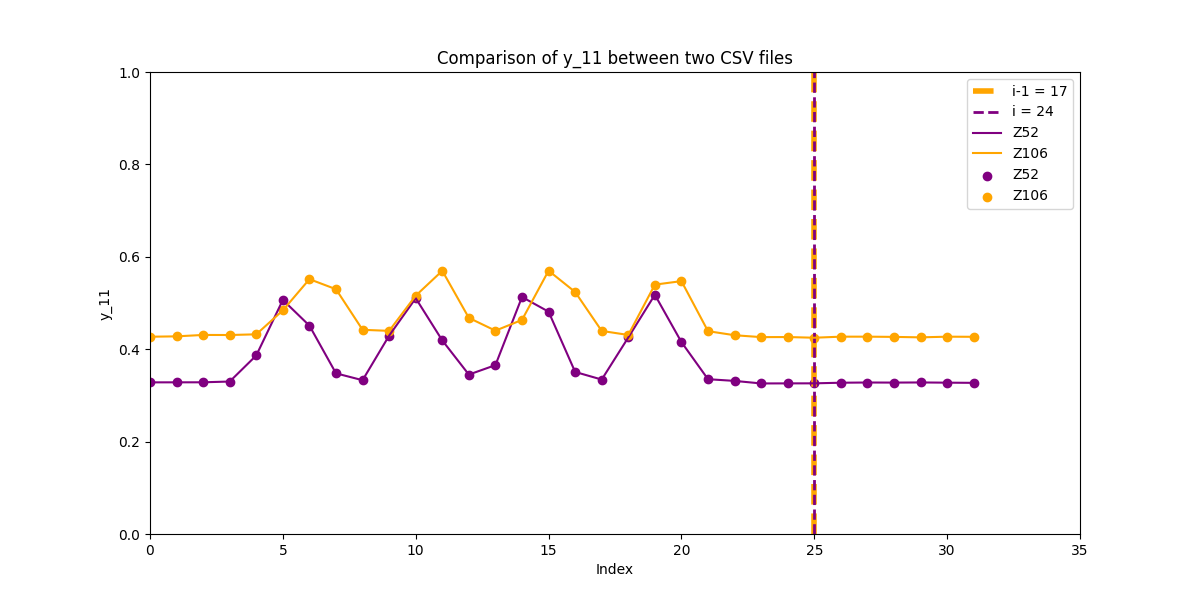 Comparison of y_11 between two CSV files
1.0
0.8
0.6
0.4
0.2
0.0
y_11
0 5 10 15 20 25 30 35
Index
i-1 = 17
i = 24
Z52
Z106
Z52
Z106